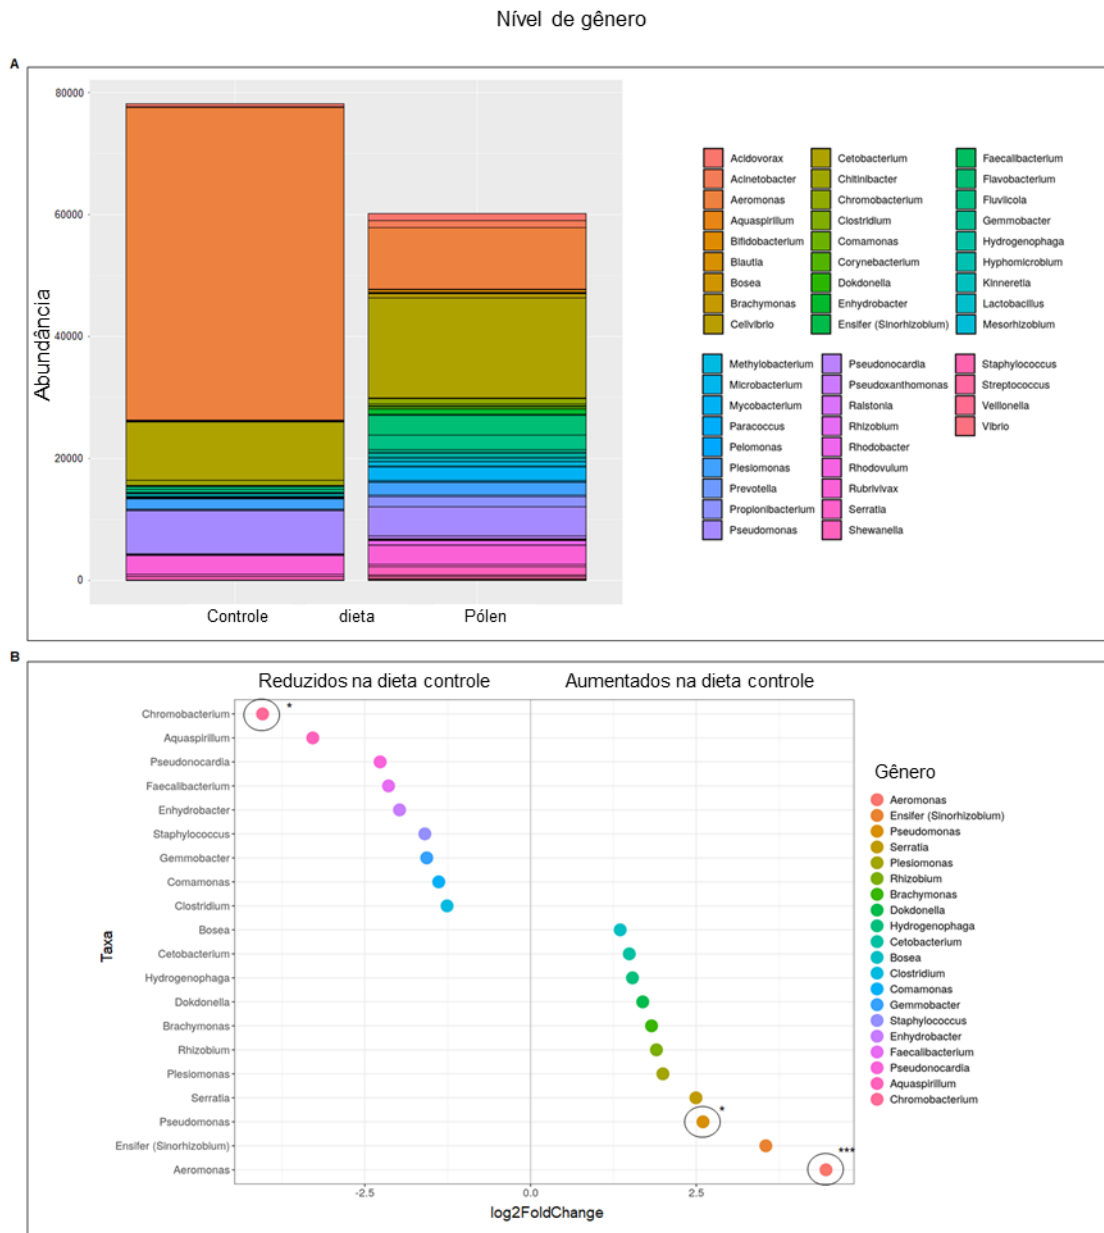 Nível de gênero
A
80000
60000
40000
20000
0
Abundância
Controle dieta Pólen
Acidovorax
Acinetobacter
Aeromonas
Aquaspirillum
Bifidobacterium
Blautia
Bosea
Brachymonas
Cellvibrio
Cetobacterium
Chitinibacter
Chromobacterium
Clostridium
Comamonas
Corynebacterium
Dokdonella
Enhydrobacter
Ensifer (Sinorhizobium)
Faecalibacterium
Flavobacterium
Fluviicola
Gemmobacter
Hydrogenophaga
Hyphomicrobium
Kinneretia
Lactobacillus
Mesorhizobium
Methylobacterium
Microbacterium
Mycobacterium
Paracoccus
Pelomonas
Plesiomonas
Prevotella
Propionibacterium
Pseudomonas
Pseudonocardia
Pseudoxanthomonas
Ralstonia
Rhizobium
Rhodobacter
Rhodovulum
Rubrivivax
Serratia
Shewanella
Staphylococcus
Streptococcus
Veillonella
Vibrio
B
Reduzidos na dieta controle Aumentados na dieta controle
Taxa
Chromobacterium *
Aquaspirillum
Pseudonocardia
Faecalibacterium
Enhydrobacter
Staphylococcus
Gemmobacter
Comamonas
Clostridium
Bosea
Cetobacterium
Hydrogenophaga
Dokdonella
Brachymonas
Rhizobium
Plesiomonas
Serratia
Pseudomonas *
Ensifer (Sinorhizobium)
Aeromonas ***
-2.5 0.0 2.5
log2FoldChange
Gênero
Aeromonas
Ensifer (Sinorhizobium)
Pseudomonas
Serratia
Plesiomonas
Rhizobium
Brachymonas
Dokdonella
Hydrogenophaga
Cetobacterium
Bosea
Clostridium
Comamonas
Gemmobacter
Staphylococcus
Enhydrobacter
Faecalibacterium
Pseudonocardia
Aquaspirillum
Chromobacterium